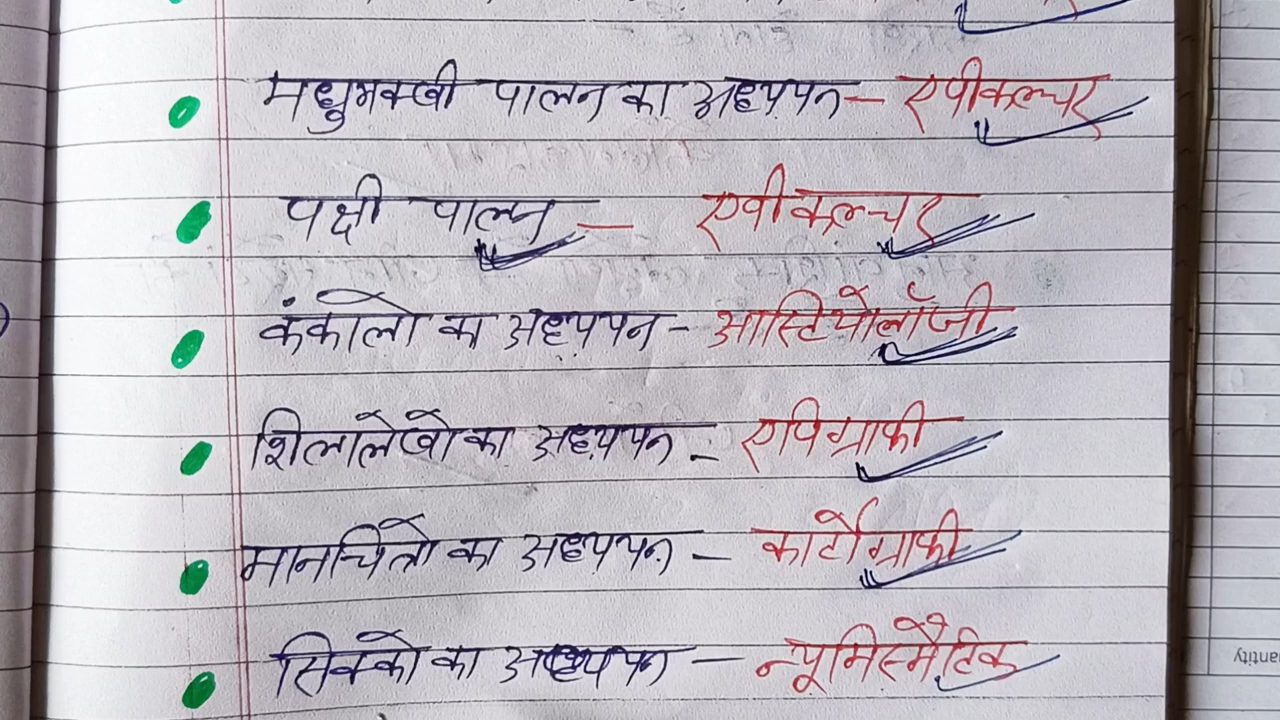 मधुमक्खी पालन का अध्ययन - एपीकल्चर
पक्षी पालन - एवीकल्चर
कंकालो का अध्ययन - आस्टियोलॉजी
शिलालेखो का अध्ययन - एपिग्राफी
मानचित्रो का अध्ययन - कार्टोग्राफी
सिक्को का अध्ययन - न्यूमिस्मैटिक